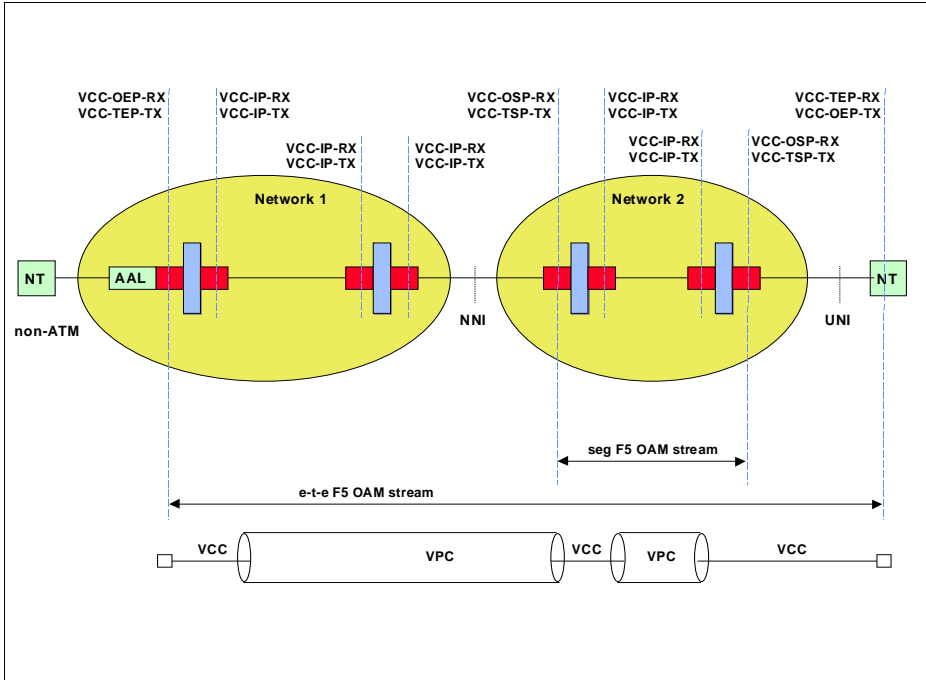 VCC-OEP-RX
VCC-TEP-TX
VCC-IP-RX
VCC-IP-TX
VCC-OSP-RX
VCC-TSP-TX
VCC-IP-RX
VCC-IP-TX
VCC-TEP-RX
VCC-OEP-TX
VCC-IP-RX
VCC-IP-TX
VCC-IP-RX
VCC-IP-TX
VCC-IP-RX
VCC-IP-TX
VCC-OSP-RX
VCC-TSP-TX
Network 1
Network 2
NT
AAL
NT
non-ATM
NNI
UNI
seg F5 OAM stream
e-t-e F5 OAM stream
VCC
VPC
VCC
VPC
VCC